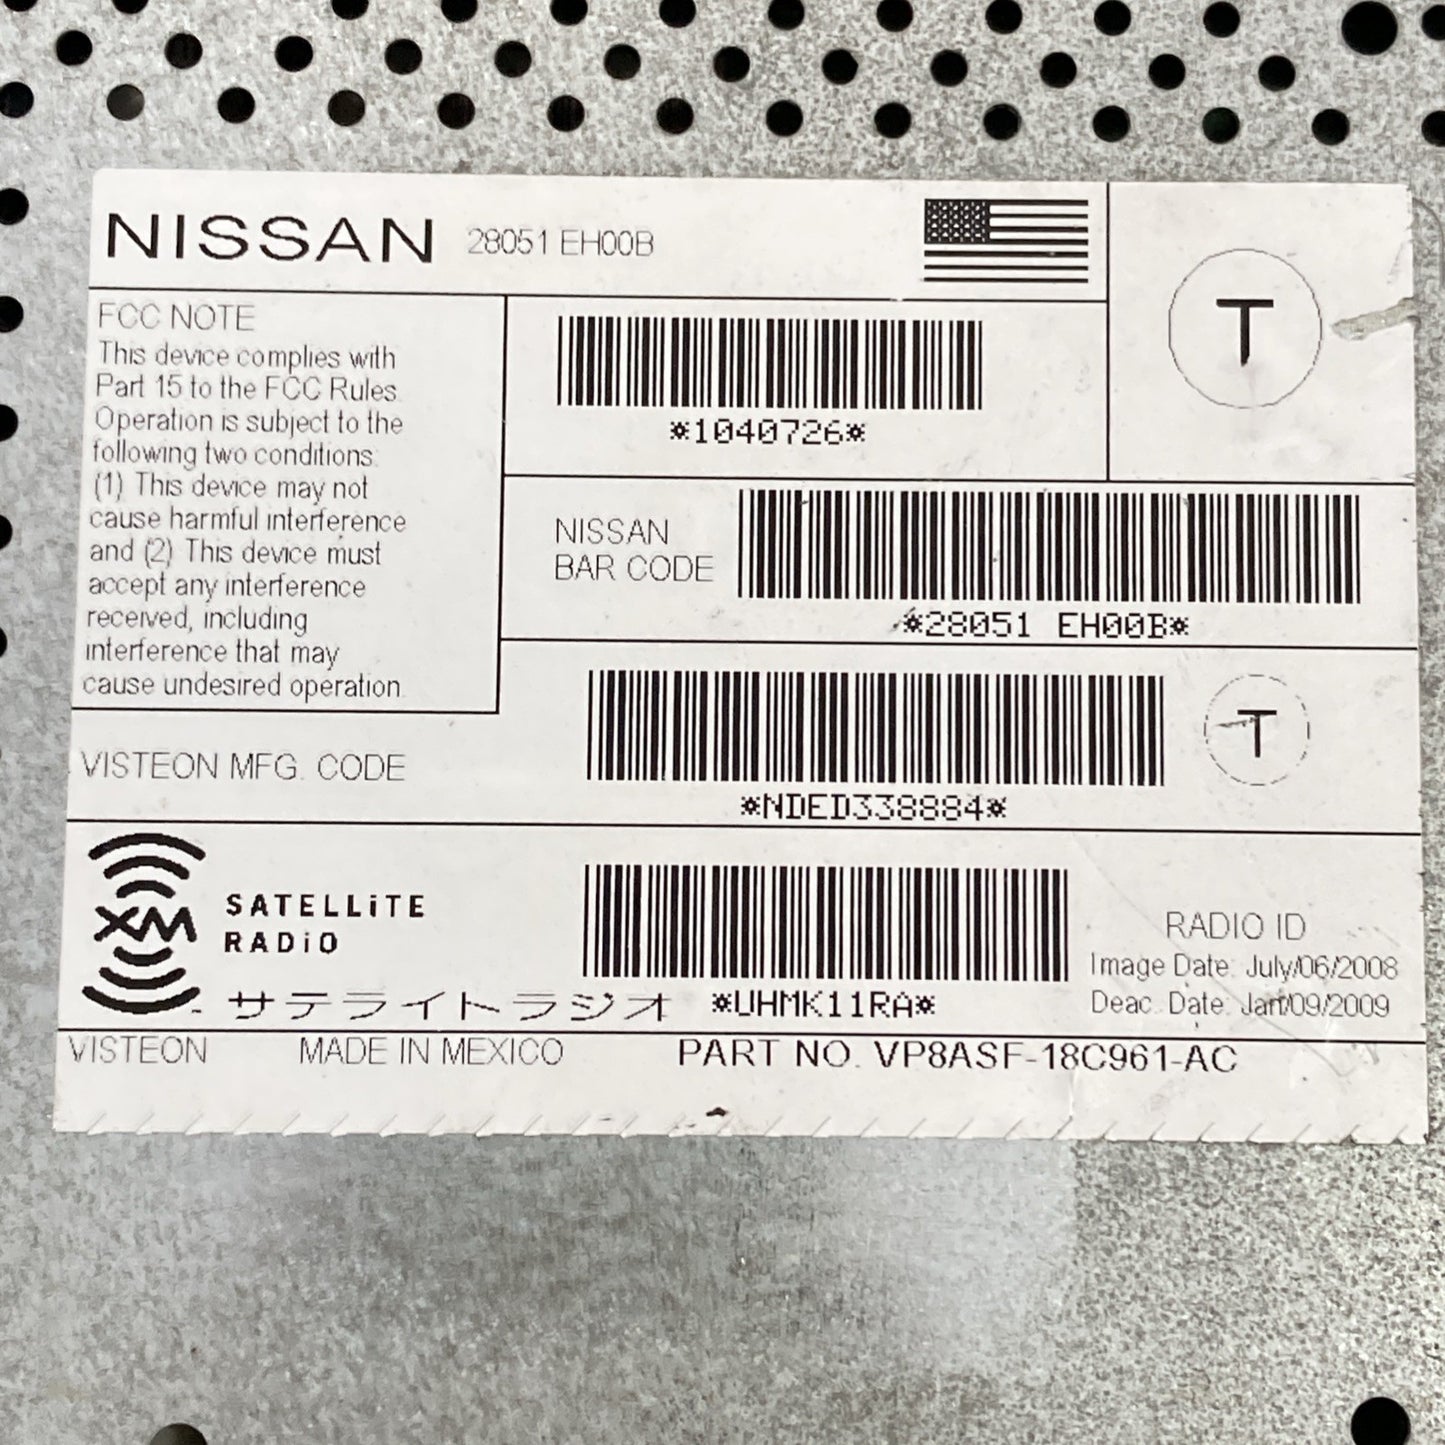 NISSAN 28051 EH00B
T
FCC NOTE
This device complies with
Part 15 to the FCC Rules.
Operation is subject to the
following two conditions:
(1) This device may not
cause harmful interference
and (2) This device must
accept any interference
received, including
interference that may
cause undesired operation.
*1040726*
NISSAN
BAR CODE
*28051 EH00B*
VISTEON MFG. CODE
*NDED338884*
T
XM
SATELLiTE
RADiO
サテライトラジオ
*UHMK11RA*
RADIO ID
Image Date: July/06/2008
Deac. Date: Jan/09/2009
VISTEON MADE IN MEXICO PART NO. VP8ASF-18C961-AC